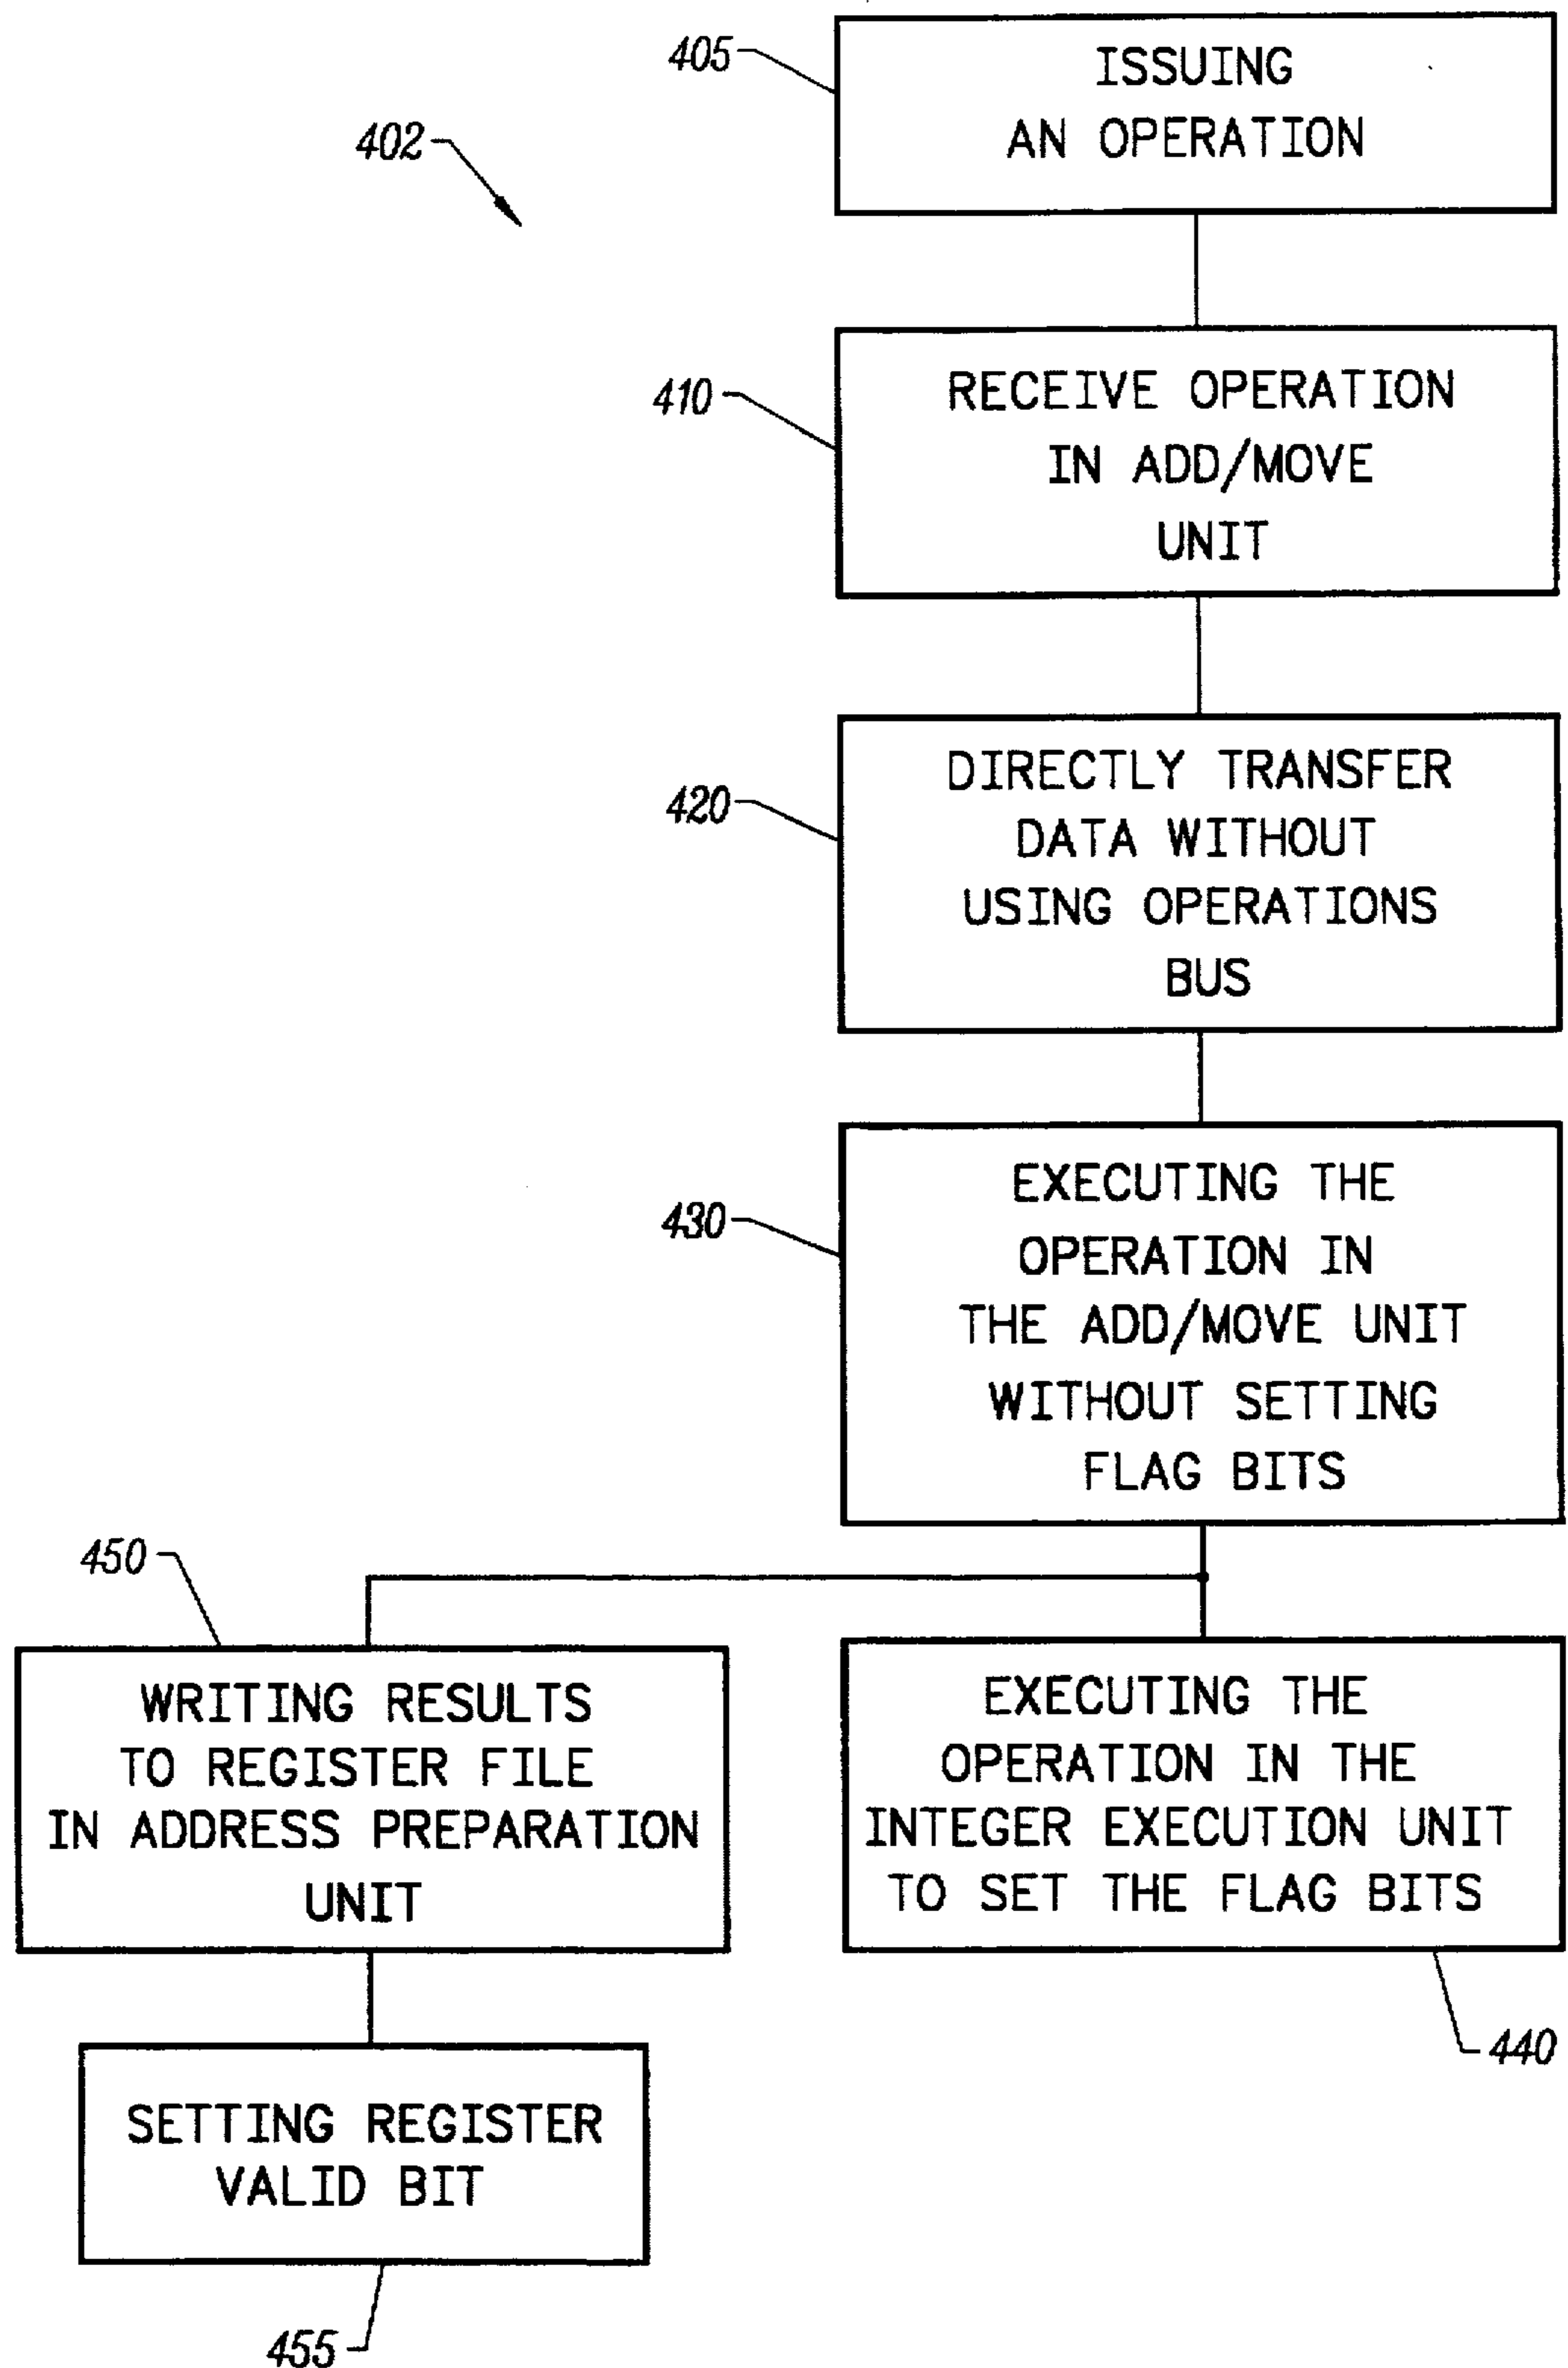 405
ISSUING
AN OPERATION
402
410
RECEIVE OPERATION
IN ADD/MOVE
UNIT
420
DIRECTLY TRANSFER
DATA WITHOUT
USING OPERATIONS
BUS
430
EXECUTING THE
OPERATION IN
THE ADD/MOVE UNIT
WITHOUT SETTING
FLAG BITS
450
WRITING RESULTS
TO REGISTER FILE
IN ADDRESS PREPARATION
UNIT
EXECUTING THE
OPERATION IN THE
INTEGER EXECUTION UNIT
TO SET THE FLAG BITS
440
SETTING REGISTER
VALID BIT
455